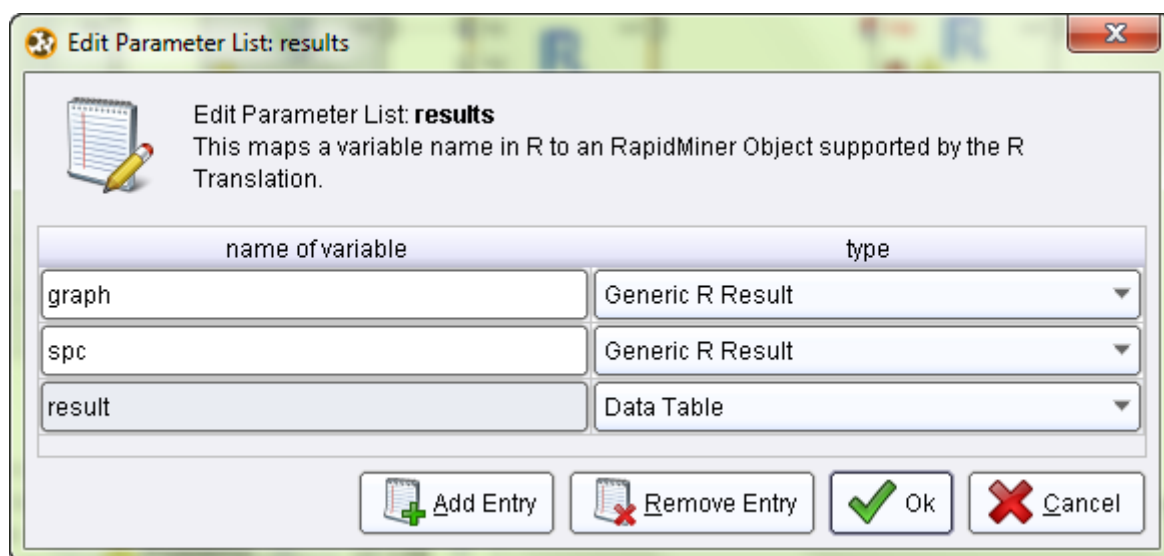 Edit Parameter List: results
Edit Parameter List: results
This maps a variable name in R to an RapidMiner Object supported by the R
Translation.
name of variable type
graph Generic R Result
spc Generic R Result
result Data Table
Add Entry Remove Entry Ok Cancel